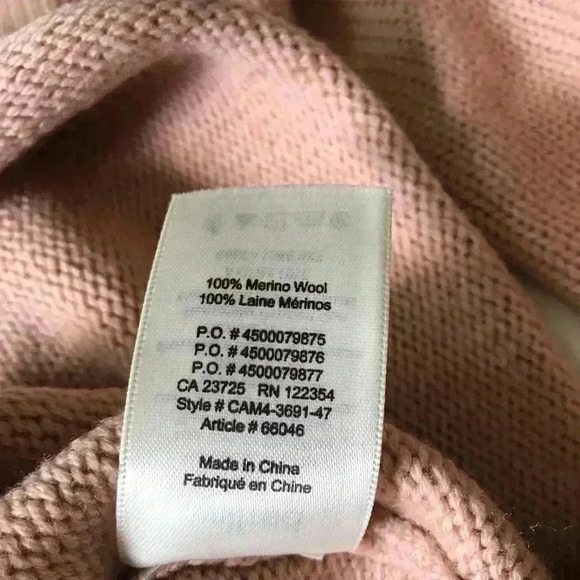 100% Merino Wool
100% Laine Mérinos
P.O. # 4500079875
P.O. # 4500079876
P.O. # 4500079877
CA 23725 RN 122354
Style # CAM4-3691-47
Article # 66046
Made in China
Fabriqué en Chine